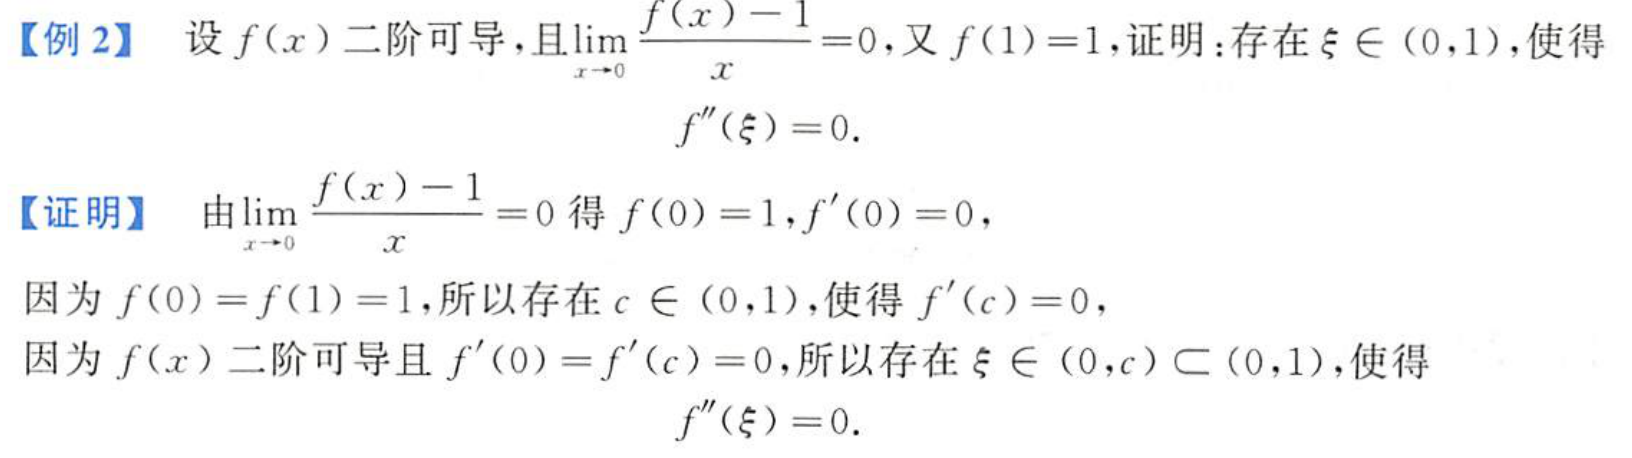 【例 2】 设 f(x) 二阶可导,且 lim_{x→0} \frac{f(x)-1}{x}=0,又 f(1)=1,证明:存在 ξ∈(0,1),使得
f″(ξ)=0.
【证明】 由 lim_{x→0} \frac{f(x)-1}{x}=0 得 f(0)=1,f′(0)=0,
因为 f(0)=f(1)=1,所以存在 c∈(0,1),使得 f′(c)=0,
因为 f(x) 二阶可导且 f′(0)=f′(c)=0,所以存在 ξ∈(0,c)⊂(0,1),使得
f″(ξ)=0.